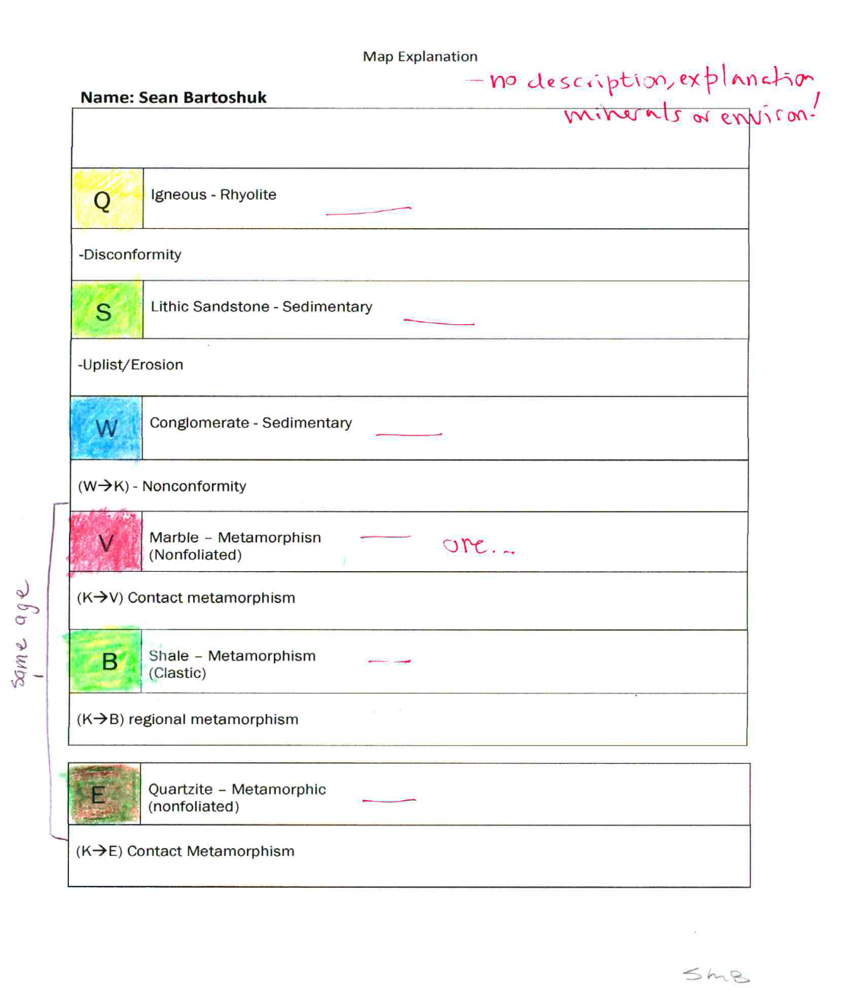 Map Explanation
- no description, explanation
minerals or environ!
Name: Sean Bartoshuk
Q
Igneous - Rhyolite
-Disconformity
S
Lithic Sandstone - Sedimentary
-Uplist/Erosion
W
Conglomerate - Sedimentary
(W→K) - Nonconformity
V
Marble – Metamorphisn
(Nonfoliated)
ore...
(K→V) Contact metamorphism
same age
B
Shale – Metamorphism
(Clastic)
(K→B) regional metamorphism
E
Quartzite – Metamorphic
(nonfoliated)
(K→E) Contact Metamorphism
SMB